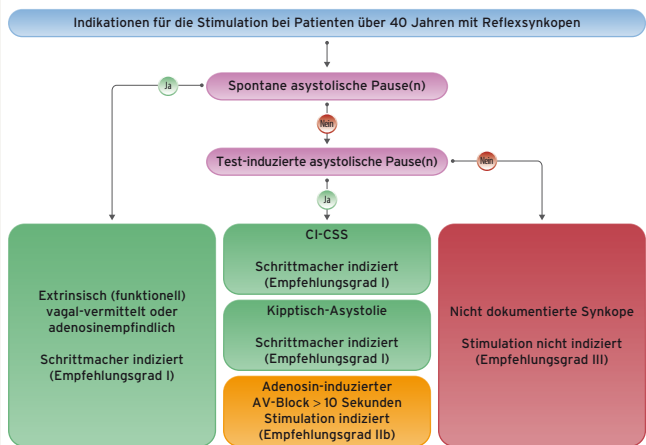 Indikationen für die Stimulation bei Patienten über 40 Jahren mit Reflexsynkopen
Ja
Spontane asystolische Pause(n)
Nein
Test-induzierte asystolische Pause(n)
Nein
Ja
Extrinsisch (funktionell)
vagal-vermittelt oder
adenosinempfindlich
Schrittmacher indiziert
(Empfehlungsgrad I)
CI-CSS
Schrittmacher indiziert
(Empfehlungsgrad I)
Kipptisch-Asystolie
Schrittmacher indiziert
(Empfehlungsgrad I)
Adenosin-induzierter
AV-Block > 10 Sekunden
Stimulation indiziert
(Empfehlungsgrad IIb)
Nicht dokumentierte Synkope
Stimulation nicht indiziert
(Empfehlungsgrad III)